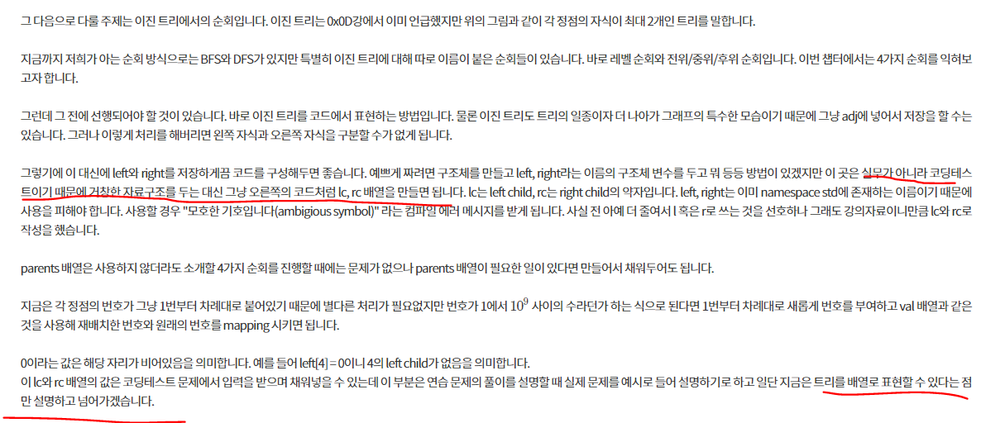 그 다음으로 다룰 주제는 이진 트리에서의 순회입니다. 이진 트리는 0x0D강에서 이미 언급했지만 위의 그림과 같이 각 정점의 자식이 최대 2개인 트리를 말합니다.
지금까지 저희가 아는 순회 방식으로는 BFS와 DFS가 있지만 특별히 이진 트리에 대해 따로 이름이 붙은 순회들이 있습니다. 바로 레벨 순회와 전위/중위/후위 순회입니다. 이번 챕터에서는 4가지 순회를 익혀보
고자 합니다.
그런데 그 전에 선행되어야 할 것이 있습니다. 바로 이진 트리를 코드에서 표현하는 방법입니다. 물론 이진 트리도 트리의 일종이자 더 나아가 그래프의 특수한 모습이기 때문에 그냥 adj에 넣어서 저장을 할 수는
있습니다. 그러나 이렇게 처리를 해버리면 왼쪽 자식과 오른쪽 자식을 구분할 수가 없게 됩니다.
그렇기에 이 대신에 left와 right를 저장하게끔 코드를 구성해두면 좋습니다. 예쁘게 짜려면 구조체를 만들고 left, right라는 이름의 구조체 변수를 두고 뭐 등등 방법이 있겠지만 이 곳은 실무가 아니라 코딩테스
트이기 때문에 거창한 자료구조를 두는 대신 그냥 오른쪽의 코드처럼 lc, rc 배열을 만들면 됩니다. lc는 left child, rc는 right child의 약자입니다. left, right는 이미 namespace std에 존재하는 이름이기 때문에
사용을 피해야 합니다. 사용할 경우 "모호한 기호입니다(ambigious symbol)" 라는 컴파일 에러 메시지를 받게 됩니다. 사실 전 아예 더 줄여서 l 혹은 r로 쓰는 것을 선호하나 그래도 강의자료이니만큼 lc와 rc로
작성을 했습니다.
parents 배열은 사용하지 않더라도 소개할 4가지 순회를 진행할 때에는 문제가 없으나 parents 배열이 필요한 일이 있다면 만들어서 채워두어도 됩니다.
지금은 각 정점의 번호가 그냥 1번부터 차례대로 붙어있기 때문에 별다른 처리가 필요없지만 번호가 1에서 10⁹ 사이의 수라던가 하는 식으로 된다면 1번부터 차례대로 새롭게 번호를 부여하고 val 배열과 같은
것을 사용해 재배치한 번호와 원래의 번호를 mapping 시키면 됩니다.
0이라는 값은 해당 자리가 비어있음을 의미합니다. 예를 들어 left[4] = 0이니 4의 left child가 없음을 의미합니다.
이 lc와 rc 배열의 값은 코딩테스트 문제에서 입력을 받으며 채워넣을 수 있는데 이 부분은 연습 문제의 풀이를 설명할 때 실제 문제를 예시로 들어 설명하기로 하고 일단 지금은 트리를 배열로 표현할 수 있다는 점
만 설명하고 넘어가겠습니다.